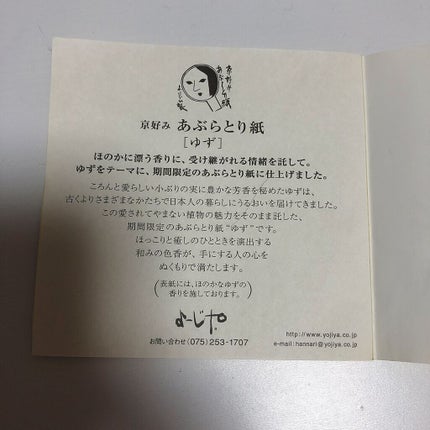 京好み あぶらとり紙
[ゆず]
ほのかに漂う香りに、受け継がれる情緒を託して。
ゆずをテーマに、期間限定のあぶらとり紙に仕上げました。
ころんと愛らしい小ぶりの実に豊かな芳香を秘めたゆずは、
古くよりさまざまなかたちで日本人の暮らしにうるおいを届けてきました。
この愛されてやまない植物の魅力をそのまま託した、
期間限定のあぶらとり紙“ゆず”です。
ほっこりと癒しのひとときを演出する
和みの色香が、手にする人の心を
ぬくもりで満たします。
(表紙には、ほのかなゆずの
香りを施しております。)
よーじや
お問い合わせ (075) 253-1707
http://www.yojiya.co.jp
e-mail:hannari@yojiya.co.jp